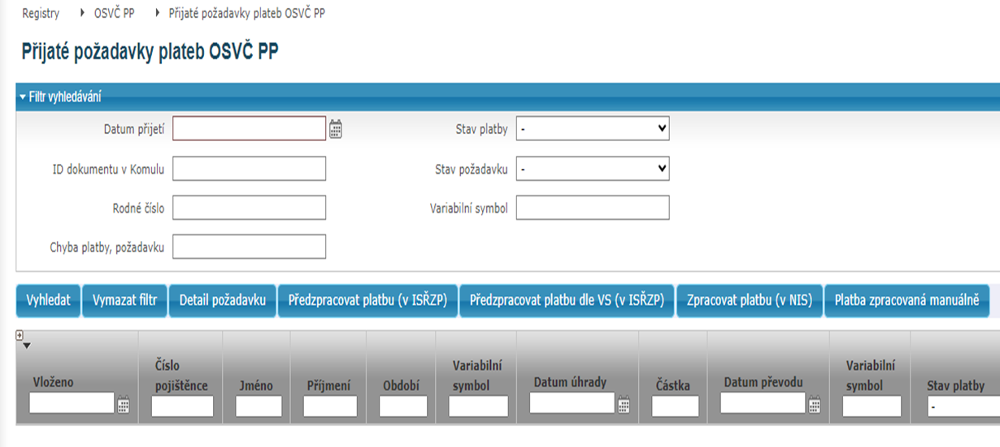 Registry OSVČ PP Přijaté požadavky plateb OSVČ PP
Přijaté požadavky plateb OSVČ PP
Filtr vyhledávání
Datum přijetí Stav platby -
ID dokumentu v Komulu Stav požadavku -
Rodné číslo Variabilní symbol
Chyba platby, požadavku
Vyhledat Vymazat filtr Detail požadavku Předzpracovat platbu (v ISŘZP) Předzpracovat platbu dle VS (v ISŘZP) Zpracovat platbu (v NIS) Platba zpracovaná manuálně
Vloženo Číslo pojištěnce Jméno Příjmení Období Variabilní symbol Datum úhrady Částka Datum převodu Variabilní symbol Stav platby
-